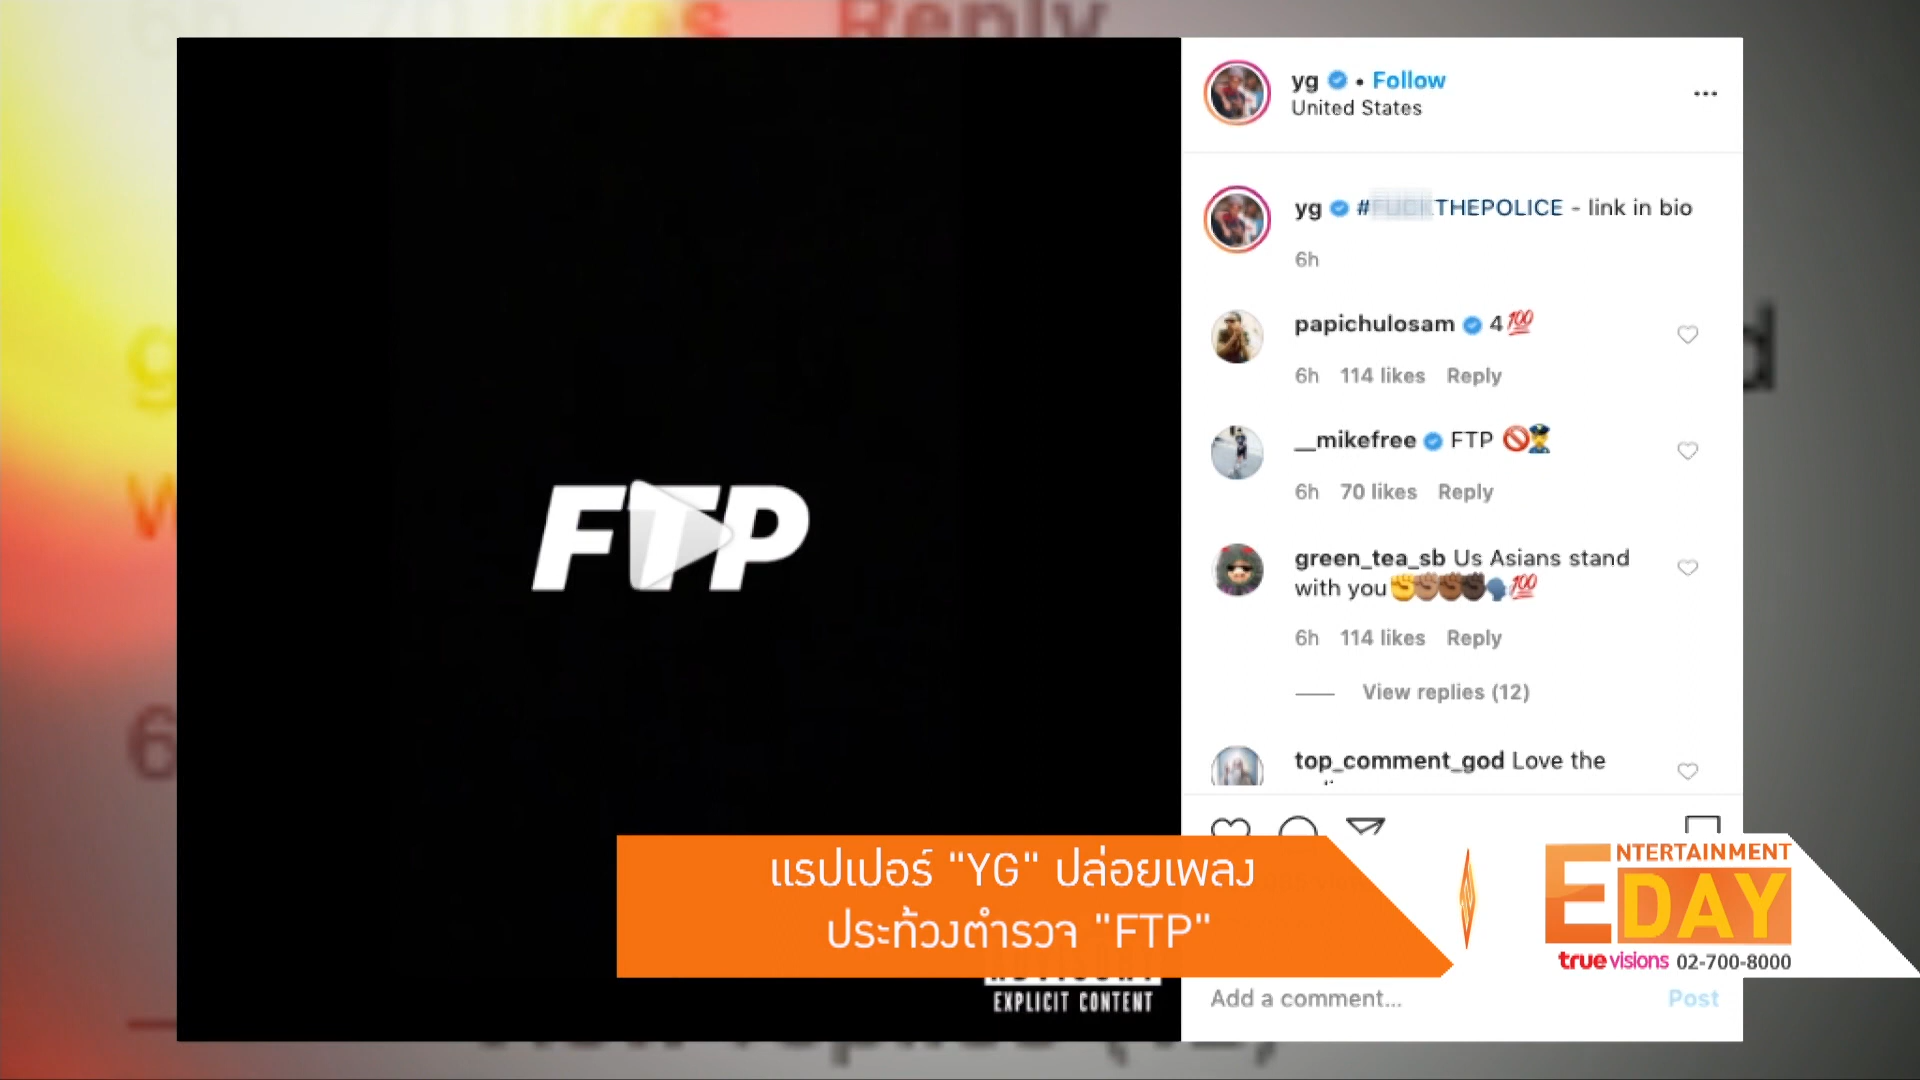 yg • Follow
United States
yg #FUCKTHEPOLICE - link in bio
6h
papichulosam 4💯
6h 114 likes Reply
__mikefree FTP 🚫👮
6h 70 likes Reply
green_tea_sb Us Asians stand
with you✊✊🏽✊🏾✊🏿🗣💯
6h 114 likes Reply
View replies (12)
top_comment_god Love the
FTP
แรปเปอร์ "YG" ปล่อยเพลง
ประท้วงตำรวจ "FTP"
ENTERTAINMENT
DAY
truevisions 02-700-8000
EXPLICIT CONTENT
Add a comment... Post